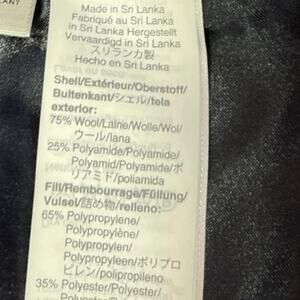 Made in Sri Lanka
Fabriqué au Sri Lanka
in Sri Lanka Hergestellt
Vervaardigd in Sri Lanka
スリランカ製
Hecho en Sri Lanka
Shell/Extérieur/Oberstoff/
Buitenkant/シェル/tela
exterior:
75% Wool/Laine/Wolle/Wol/
ウール/lana
25% Polyamide/Polyamide/
Polyamid/Polyamide/ポ
リアミド/poliamida
Fill/Rembourrage/Füllung/
Vulsel/詰め物/relleno:
65% Polypropylene/
Polypropylène/
Polypropylen/
Polypropyleen/ポリプロ
ピレン/polipropileno
35% Polyester/Polyester/